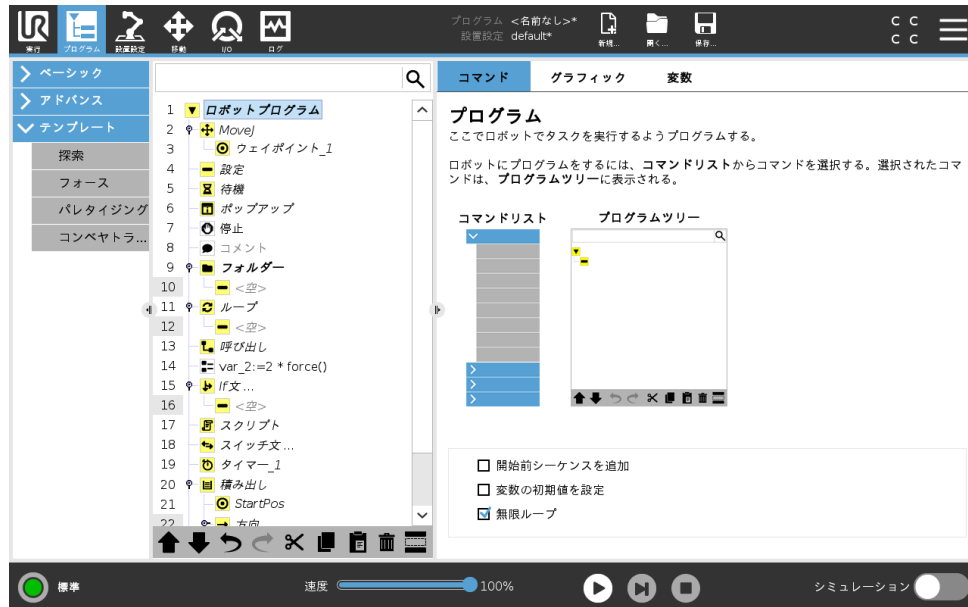 UR
実行
プログラム
設置設定
移動
I/O
ログ
プログラム <名前なし>*
設置設定 default*
新規...
開く...
保存...
C C
C C
ベーシック
アドバンス
テンプレート
探索
フォース
パレタイジング
コンベヤトラ...
1 ロボットプログラム
2 MoveJ
3 ウェイポイント_1
4 設定
5 待機
6 ポップアップ
7 停止
8 コメント
9 フォルダー
10 <空>
11 ループ
12 <空>
13 呼び出し
14 var_2:=2 * force()
15 If文 ...
16 <空>
17 スクリプト
18 スイッチ文 ...
19 タイマー_1
20 積み出し
21 StartPos
22 方向
コマンド グラフィック 変数
プログラム
ここでロボットでタスクを実行するようプログラムする。
ロボットにプログラムをするには、コマンドリストからコマンドを選択する。選択されたコマ
ンドは、プログラムツリーに表示される。
コマンドリスト プログラムツリー
開始前シーケンスを追加
変数の初期値を設定
無限ループ
標準
速度 100%
シミュレーション